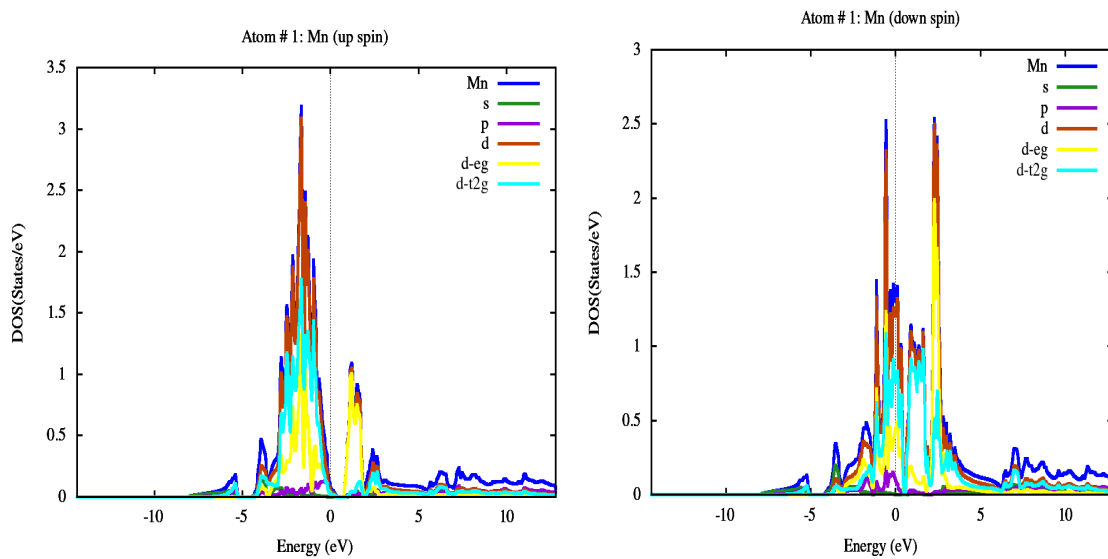 Atom # 1: Mn (up spin)
3.5
3
2.5
2
1.5
1
0.5
0
-10
-5
0
5
10
DOS(States/eV)
Energy (eV)
Mn
s
p
d
d-eg
d-t2g
Atom # 1: Mn (down spin)
3
2.5
2
1.5
1
0.5
0
-10
-5
0
5
10
DOS(States/eV)
Energy (eV)
Mn
s
p
d
d-eg
d-t2g